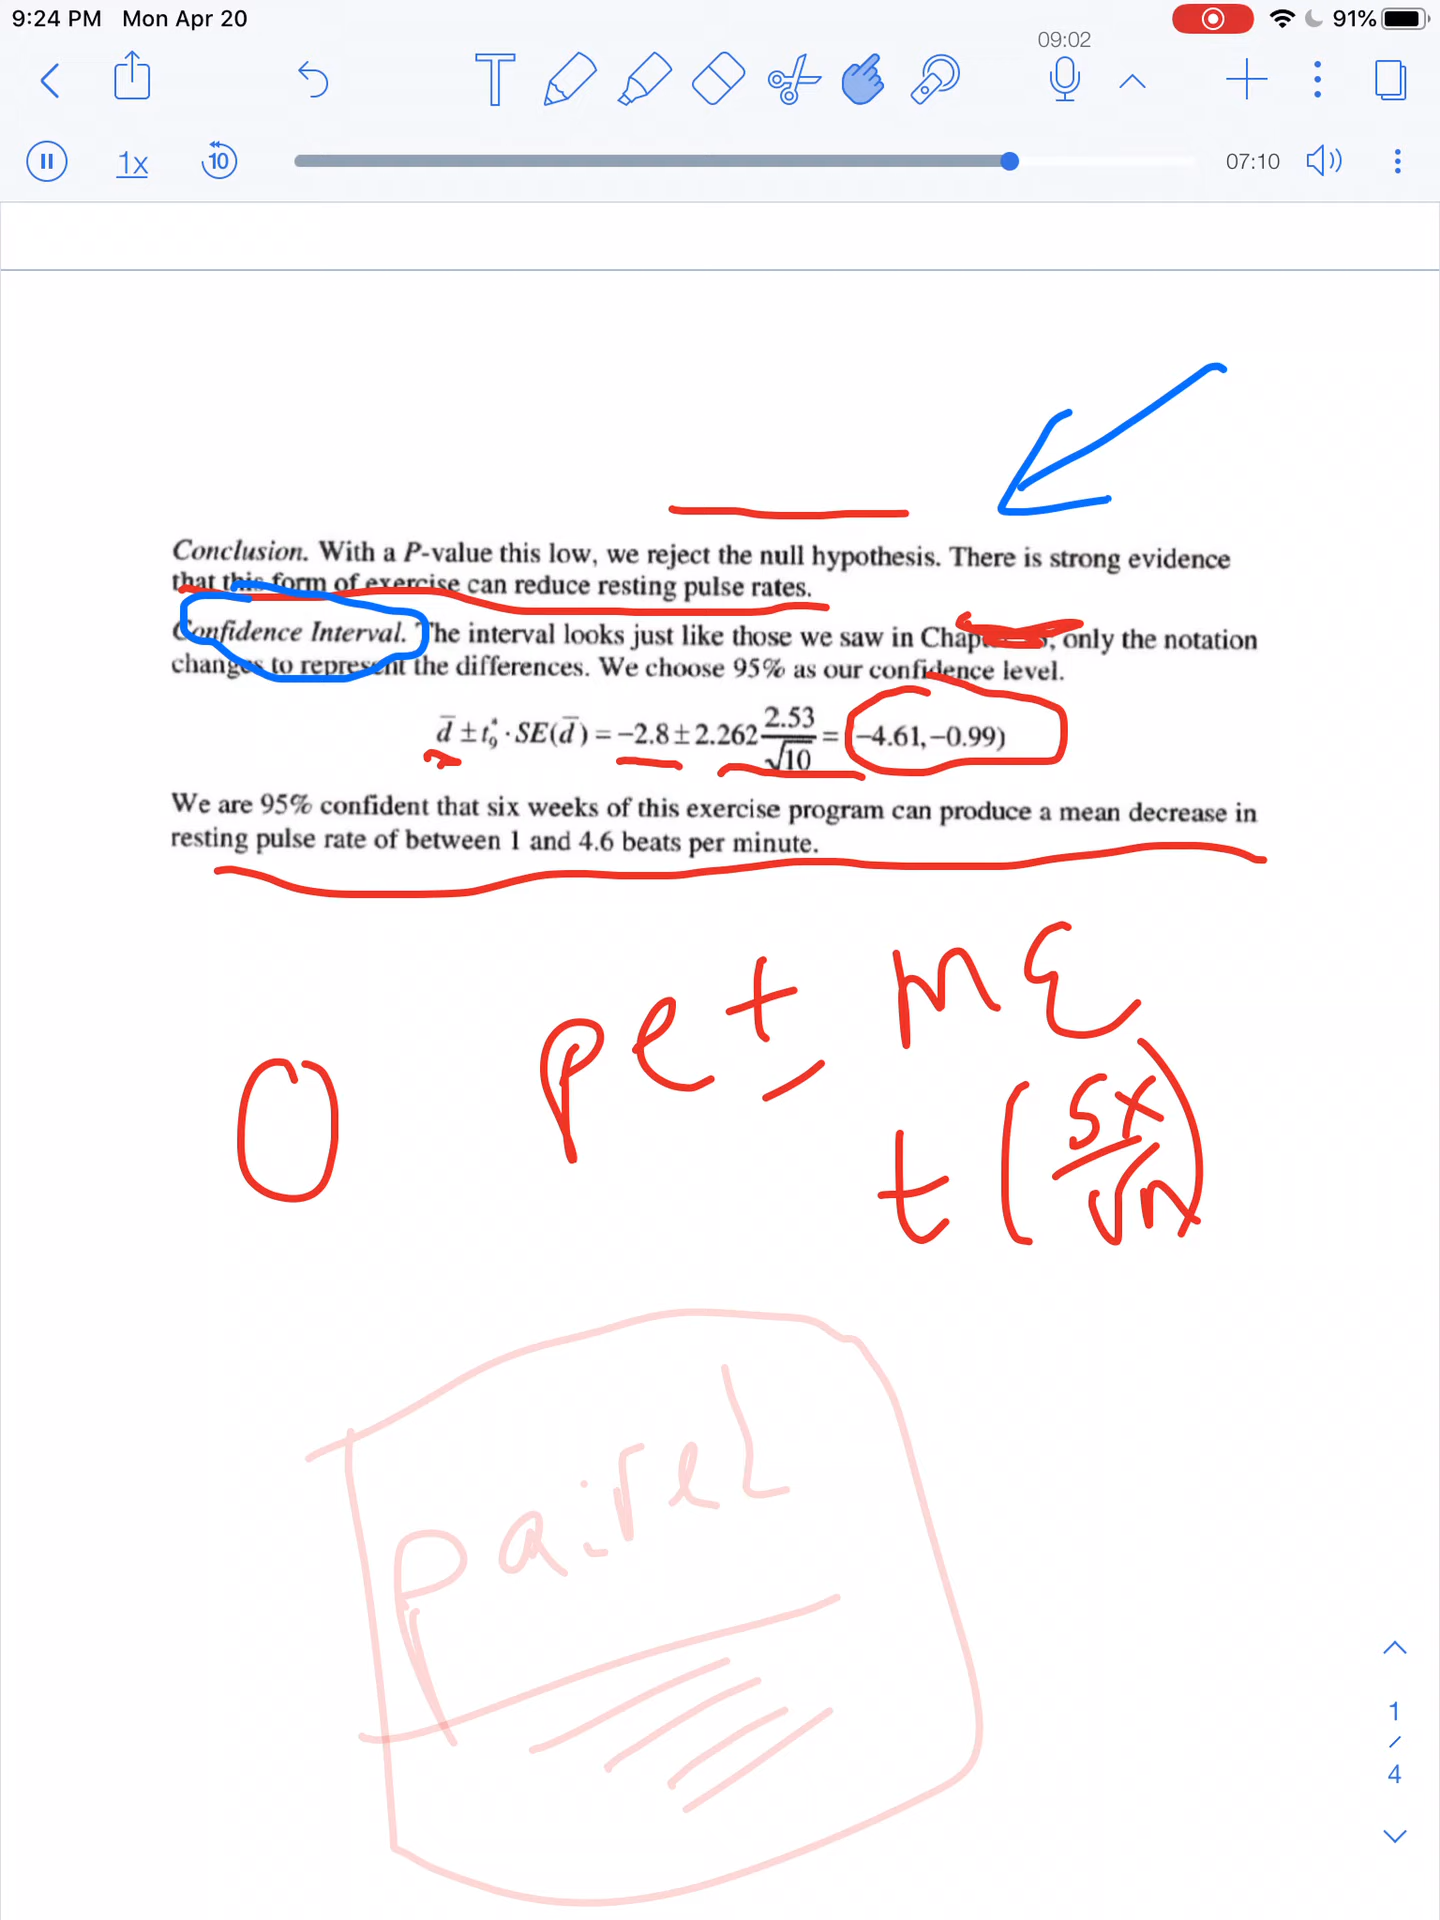 9:24 PM Mon Apr 20 91%
09:02
T
1x 10 07:10
Conclusion. With a P-value this low, we reject the null hypothesis. There is strong evidence
that this form of exercise can reduce resting pulse rates.
Confidence Interval. The interval looks just like those we saw in Chap only the notation
changes to represent the differences. We choose 95% as our confidence level.
d̄ ± t*₉ · SE(d̄) = −2.8 ± 2.262 2.53/√10 = (−4.61, −0.99)
We are 95% confident that six weeks of this exercise program can produce a mean decrease in
resting pulse rate of between 1 and 4.6 beats per minute.
pe ± ME
0 t(sx/√n)
paired
1
/
4